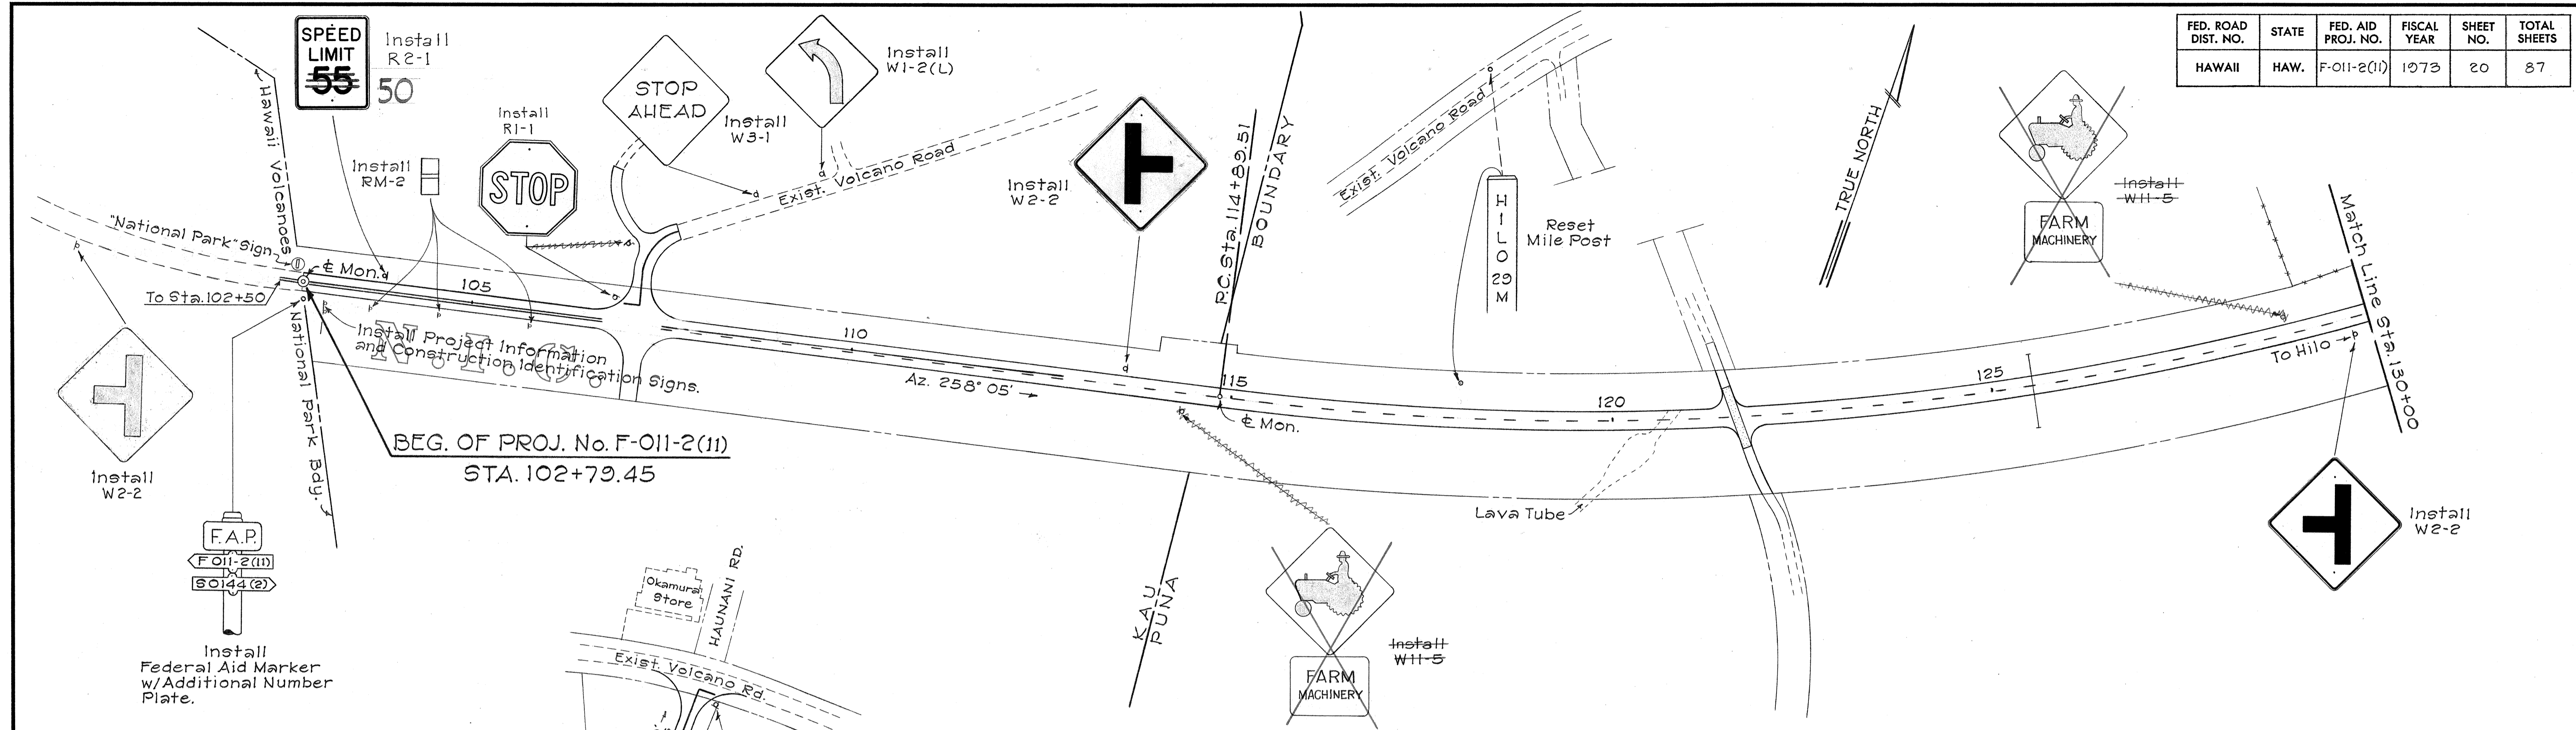 FED. ROAD DIST. NO.
STATE
FED. AID PROJ. NO.
FISCAL YEAR
SHEET NO.
TOTAL SHEETS
HAWAII
HAW.
F-011-2(11)
1973
20
87
SPEED
LIMIT
55
50
Install
R2-1
Install
RM-2
Install
R1-1
STOP
STOP
AHEAD
Install
W3-1
Install
W1-2(L)
Exist. Volcano Road
Hawaii Volcanoes
"National Park" Sign
℄ Mon.
To Sta. 102+50
105
110
115
120
125
Install Project Information
and Construction Identification Signs.
N.I.C.
National Park Bdy.
Install
W2-2
BEG. OF PROJ. No. F-011-2(11)
STA. 102+79.45
F.A.P.
F 011-2(11)
S 0144(2)
Install
Federal Aid Marker
w/Additional Number
Plate.
Az. 258° 05'
Install
W2-2
P.C. Sta. 114+89.51
BOUNDARY
℄ Mon.
KAU
PUNA
Exist. Volcano Road
HILO
29
M
Reset
Mile Post
TRUE NORTH
FARM
MACHINERY
Install
W11-5
Match Line Sta. 130+00
To Hilo
Lava Tube
FARM
MACHINERY
Install
W11-5
Install
W2-2
Okamura
Store
HAUNANI RD.
Exist. Volcano Rd.